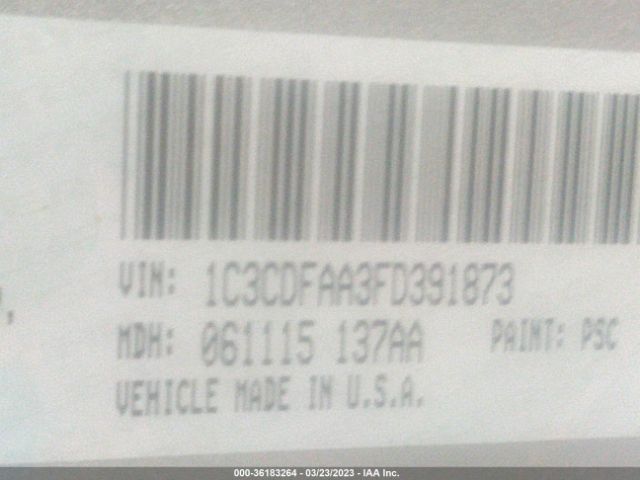 VIN: 1C3CDFAA3FD391873
MDH: 061115 137AA PAINT: PSC
VEHICLE MADE IN U.S.A.
000-36183264 - 03/23/2023 - IAA Inc.